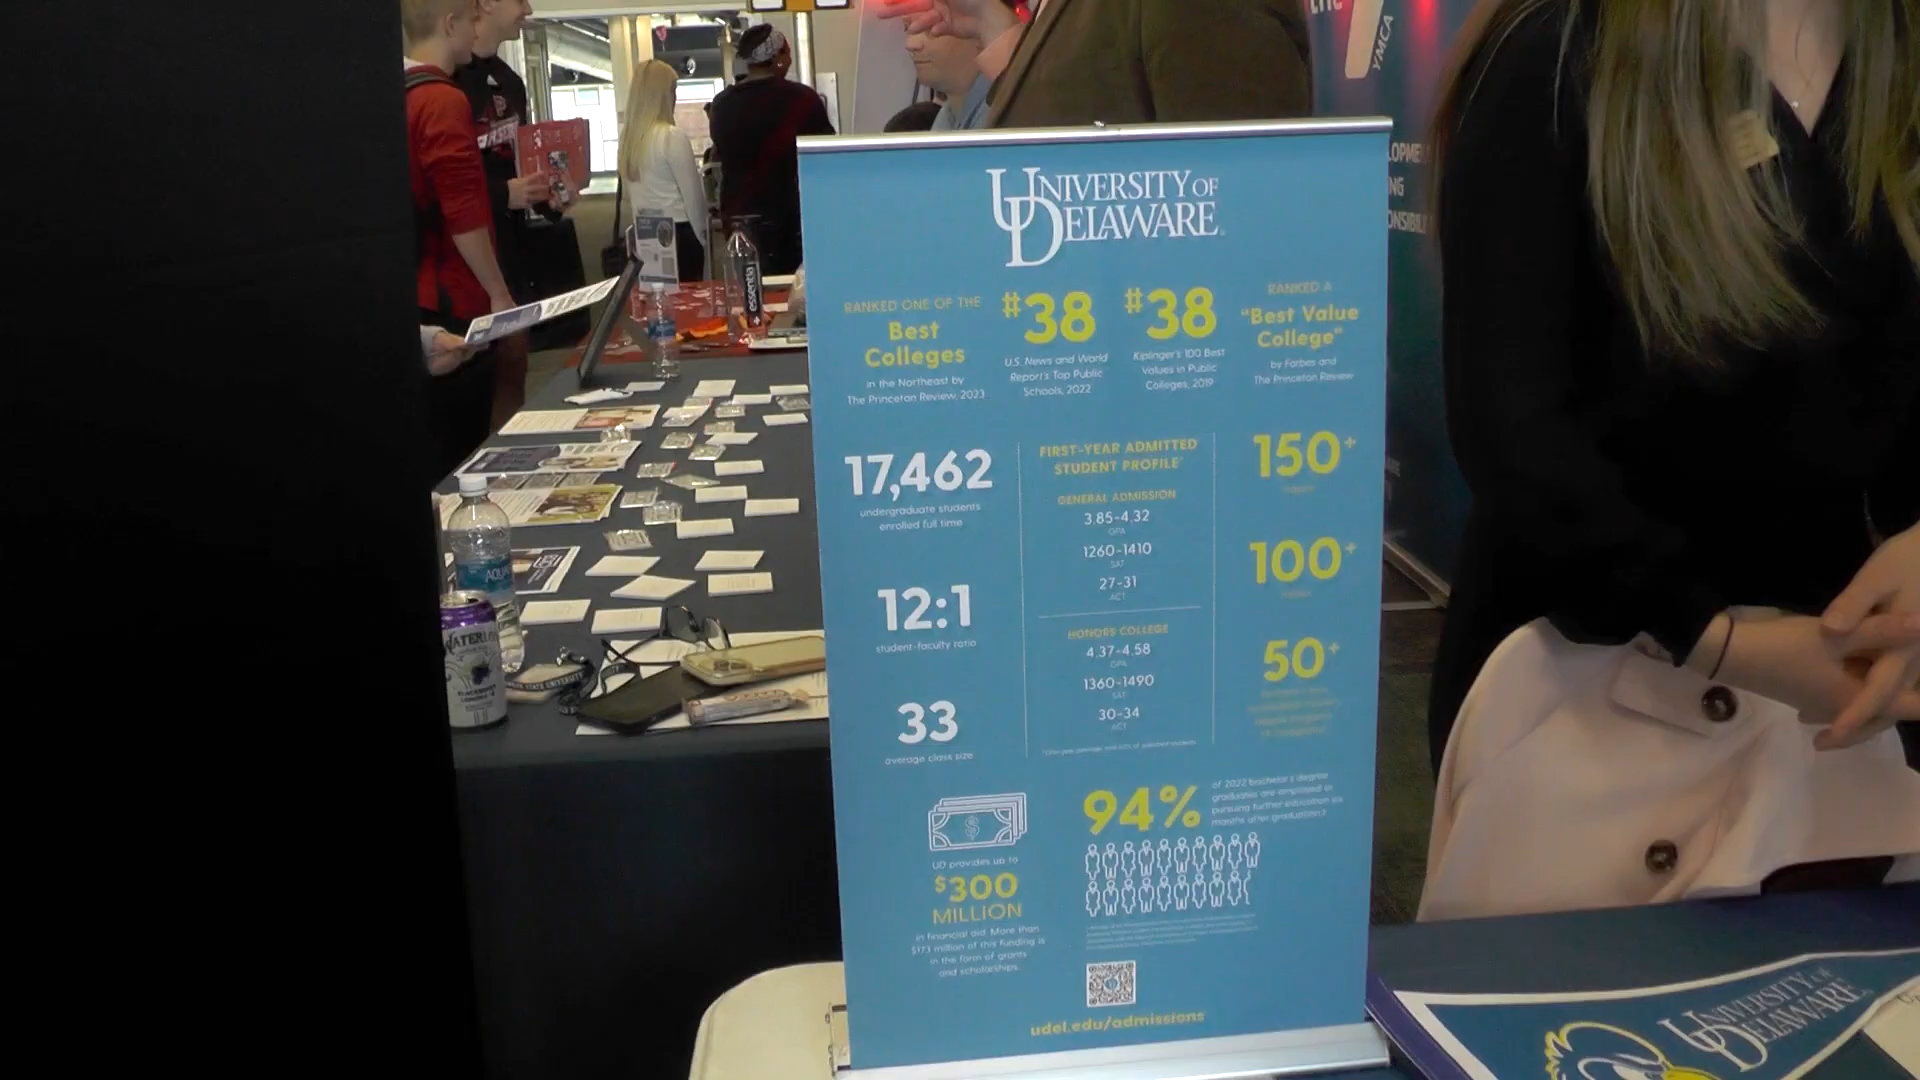 UNIVERSITY OF
DELAWARE
RANKED ONE OF THE
Best
Colleges
in the Northeast by
The Princeton Review, 2023
#38
U.S. News and World
Report's Top Public
Schools, 2022
#38
Kiplinger's 100 Best
Values in Public
Colleges, 2019
RANKED A
"Best Value
College"
by Forbes and
The Princeton Review
17,462
undergraduate students
enrolled full time
12:1
student-faculty ratio
33
average class size
FIRST-YEAR ADMITTED
STUDENT PROFILE*
GENERAL ADMISSION
3.85-4.32
GPA
1260-1410
SAT
27-31
ACT
HONORS COLLEGE
4.37-4.58
GPA
1360-1490
SAT
30-34
ACT
150+
100+
50+
UD provides up to
$300
MILLION
in financial aid. More than
$173 million of this funding is
in the form of grants
and scholarships.
94%
of 2022 bachelor's degree
graduates are employed or
pursuing further education six
months after graduation.
udel.edu/admissions
the
YMCA
essentia
UNIVERSITY OF
DELAWARE